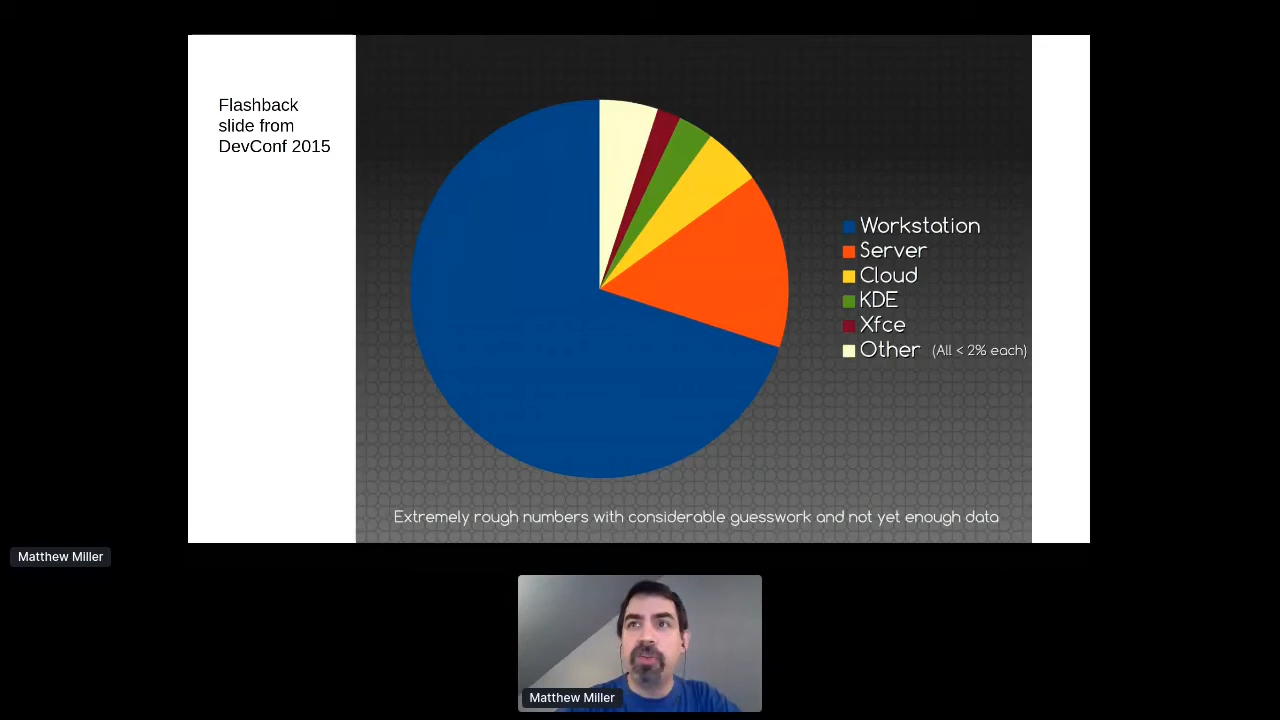 Flashback
slide from
DevConf 2015
Workstation
Server
Cloud
KDE
Xfce
Other (All < 2% each)
Extremely rough numbers with considerable guesswork and not yet enough data
Matthew Miller
Matthew Miller